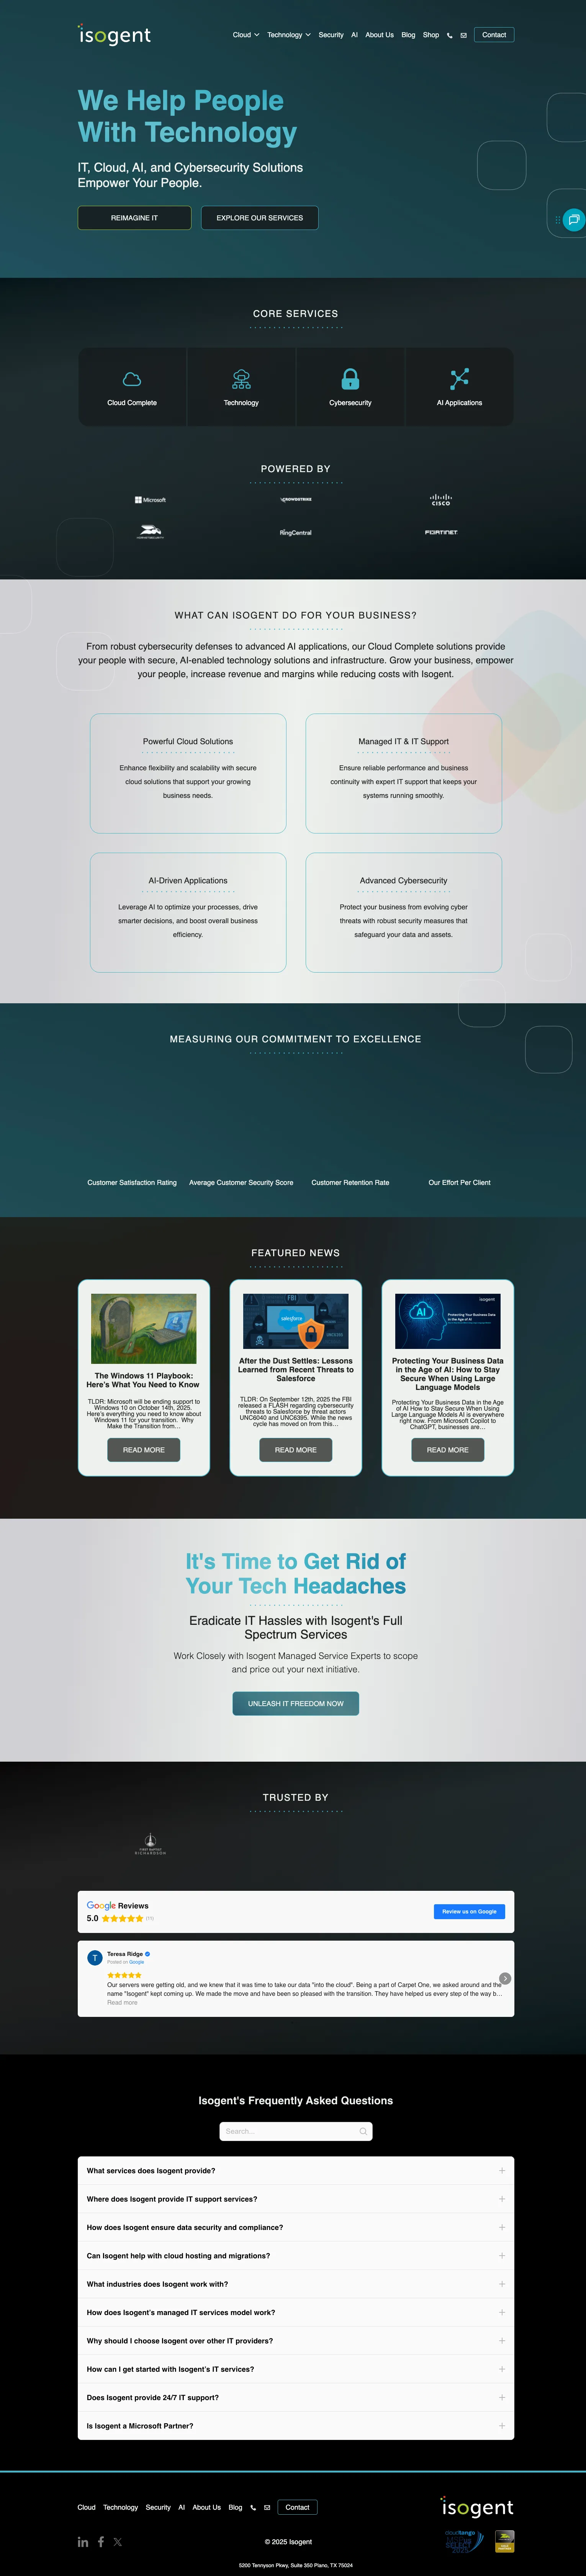 isogent
Cloud Technology Security AI About Us Blog Shop Contact
We Help People
With Technology
IT, Cloud, AI, and Cybersecurity Solutions
Empower Your People.
REIMAGINE IT EXPLORE OUR SERVICES
CORE SERVICES
Cloud Complete Technology Cybersecurity AI Applications
POWERED BY
Microsoft CROWDSTRIKE CISCO
RingCentral FORTINET
WHAT CAN ISOGENT DO FOR YOUR BUSINESS?
From robust cybersecurity defenses to advanced AI applications, our Cloud Complete solutions provide
your people with secure, AI-enabled technology solutions and infrastructure. Grow your business, empower
your people, increase revenue and margins while reducing costs with Isogent.
Powerful Cloud Solutions
Enhance flexibility and scalability with secure
cloud solutions that support your growing
business needs.
Managed IT & IT Support
Ensure reliable performance and business
continuity with expert IT support that keeps your
systems running smoothly.
AI-Driven Applications
Leverage AI to optimize your processes, drive
smarter decisions, and boost overall business
efficiency.
Advanced Cybersecurity
Protect your business from evolving cyber
threats with robust security measures that
safeguard your data and assets.
MEASURING OUR COMMITMENT TO EXCELLENCE
Customer Satisfaction Rating Average Customer Security Score Customer Retention Rate Our Effort Per Client
FEATURED NEWS
The Windows 11 Playbook:
Here's What You Need to Know
TLDR: Microsoft will be ending support to
Windows 10 on October 14th, 2025.
Here's everything you need to know about
Windows 11 for your transition. Why
Make the Transition from...
READ MORE
FBI
salesforce
After the Dust Settles: Lessons
Learned from Recent Threats to
Salesforce
TLDR: On September 12th, 2025 the FBI
released a FLASH regarding cybersecurity
threats to Salesforce by threat actors
UNC6040 and UNC6395. While the news
cycle has moved on from this...
READ MORE
isogent
AI
Protecting Your Business Data
in the Age of AI
Protecting Your Business Data
in the Age of AI: How to Stay
Secure When Using Large
Language Models
Protecting Your Business Data in the Age
of AI How to Stay Secure When Using
Large Language Models AI is everywhere
right now. From Microsoft Copilot to
ChatGPT, businesses are...
READ MORE
It's Time to Get Rid of
Your Tech Headaches
Eradicate IT Hassles with Isogent's Full
Spectrum Services
Work Closely with Isogent Managed Service Experts to scope
and price out your next initiative.
UNLEASH IT FREEDOM NOW
TRUSTED BY
FIRST BAPTIST
RICHARDSON
Google Reviews
5.0
Review us on Google
T
Teresa Ridge
Posted on Google
Our servers were getting old, and we knew that it was time to take our data "into the cloud". Being a part of Carpet One, we asked around and the
name "Isogent" kept coming up. We made the move and have been so pleased with the transition. They have helped us every step of the way b...
Read more
Isogent's Frequently Asked Questions
Search...
What services does Isogent provide?
Where does Isogent provide IT support services?
How does Isogent ensure data security and compliance?
Can Isogent help with cloud hosting and migrations?
What industries does Isogent work with?
How does Isogent's managed IT services model work?
Why should I choose Isogent over other IT providers?
How can I get started with Isogent's IT services?
Does Isogent provide 24/7 IT support?
Is Isogent a Microsoft Partner?
Cloud Technology Security AI About Us Blog Contact
isogent
© 2025 Isogent
cloudtango
MSP
SELECT
2025
5200 Tennyson Pkwy, Suite 350 Plano, TX 75024